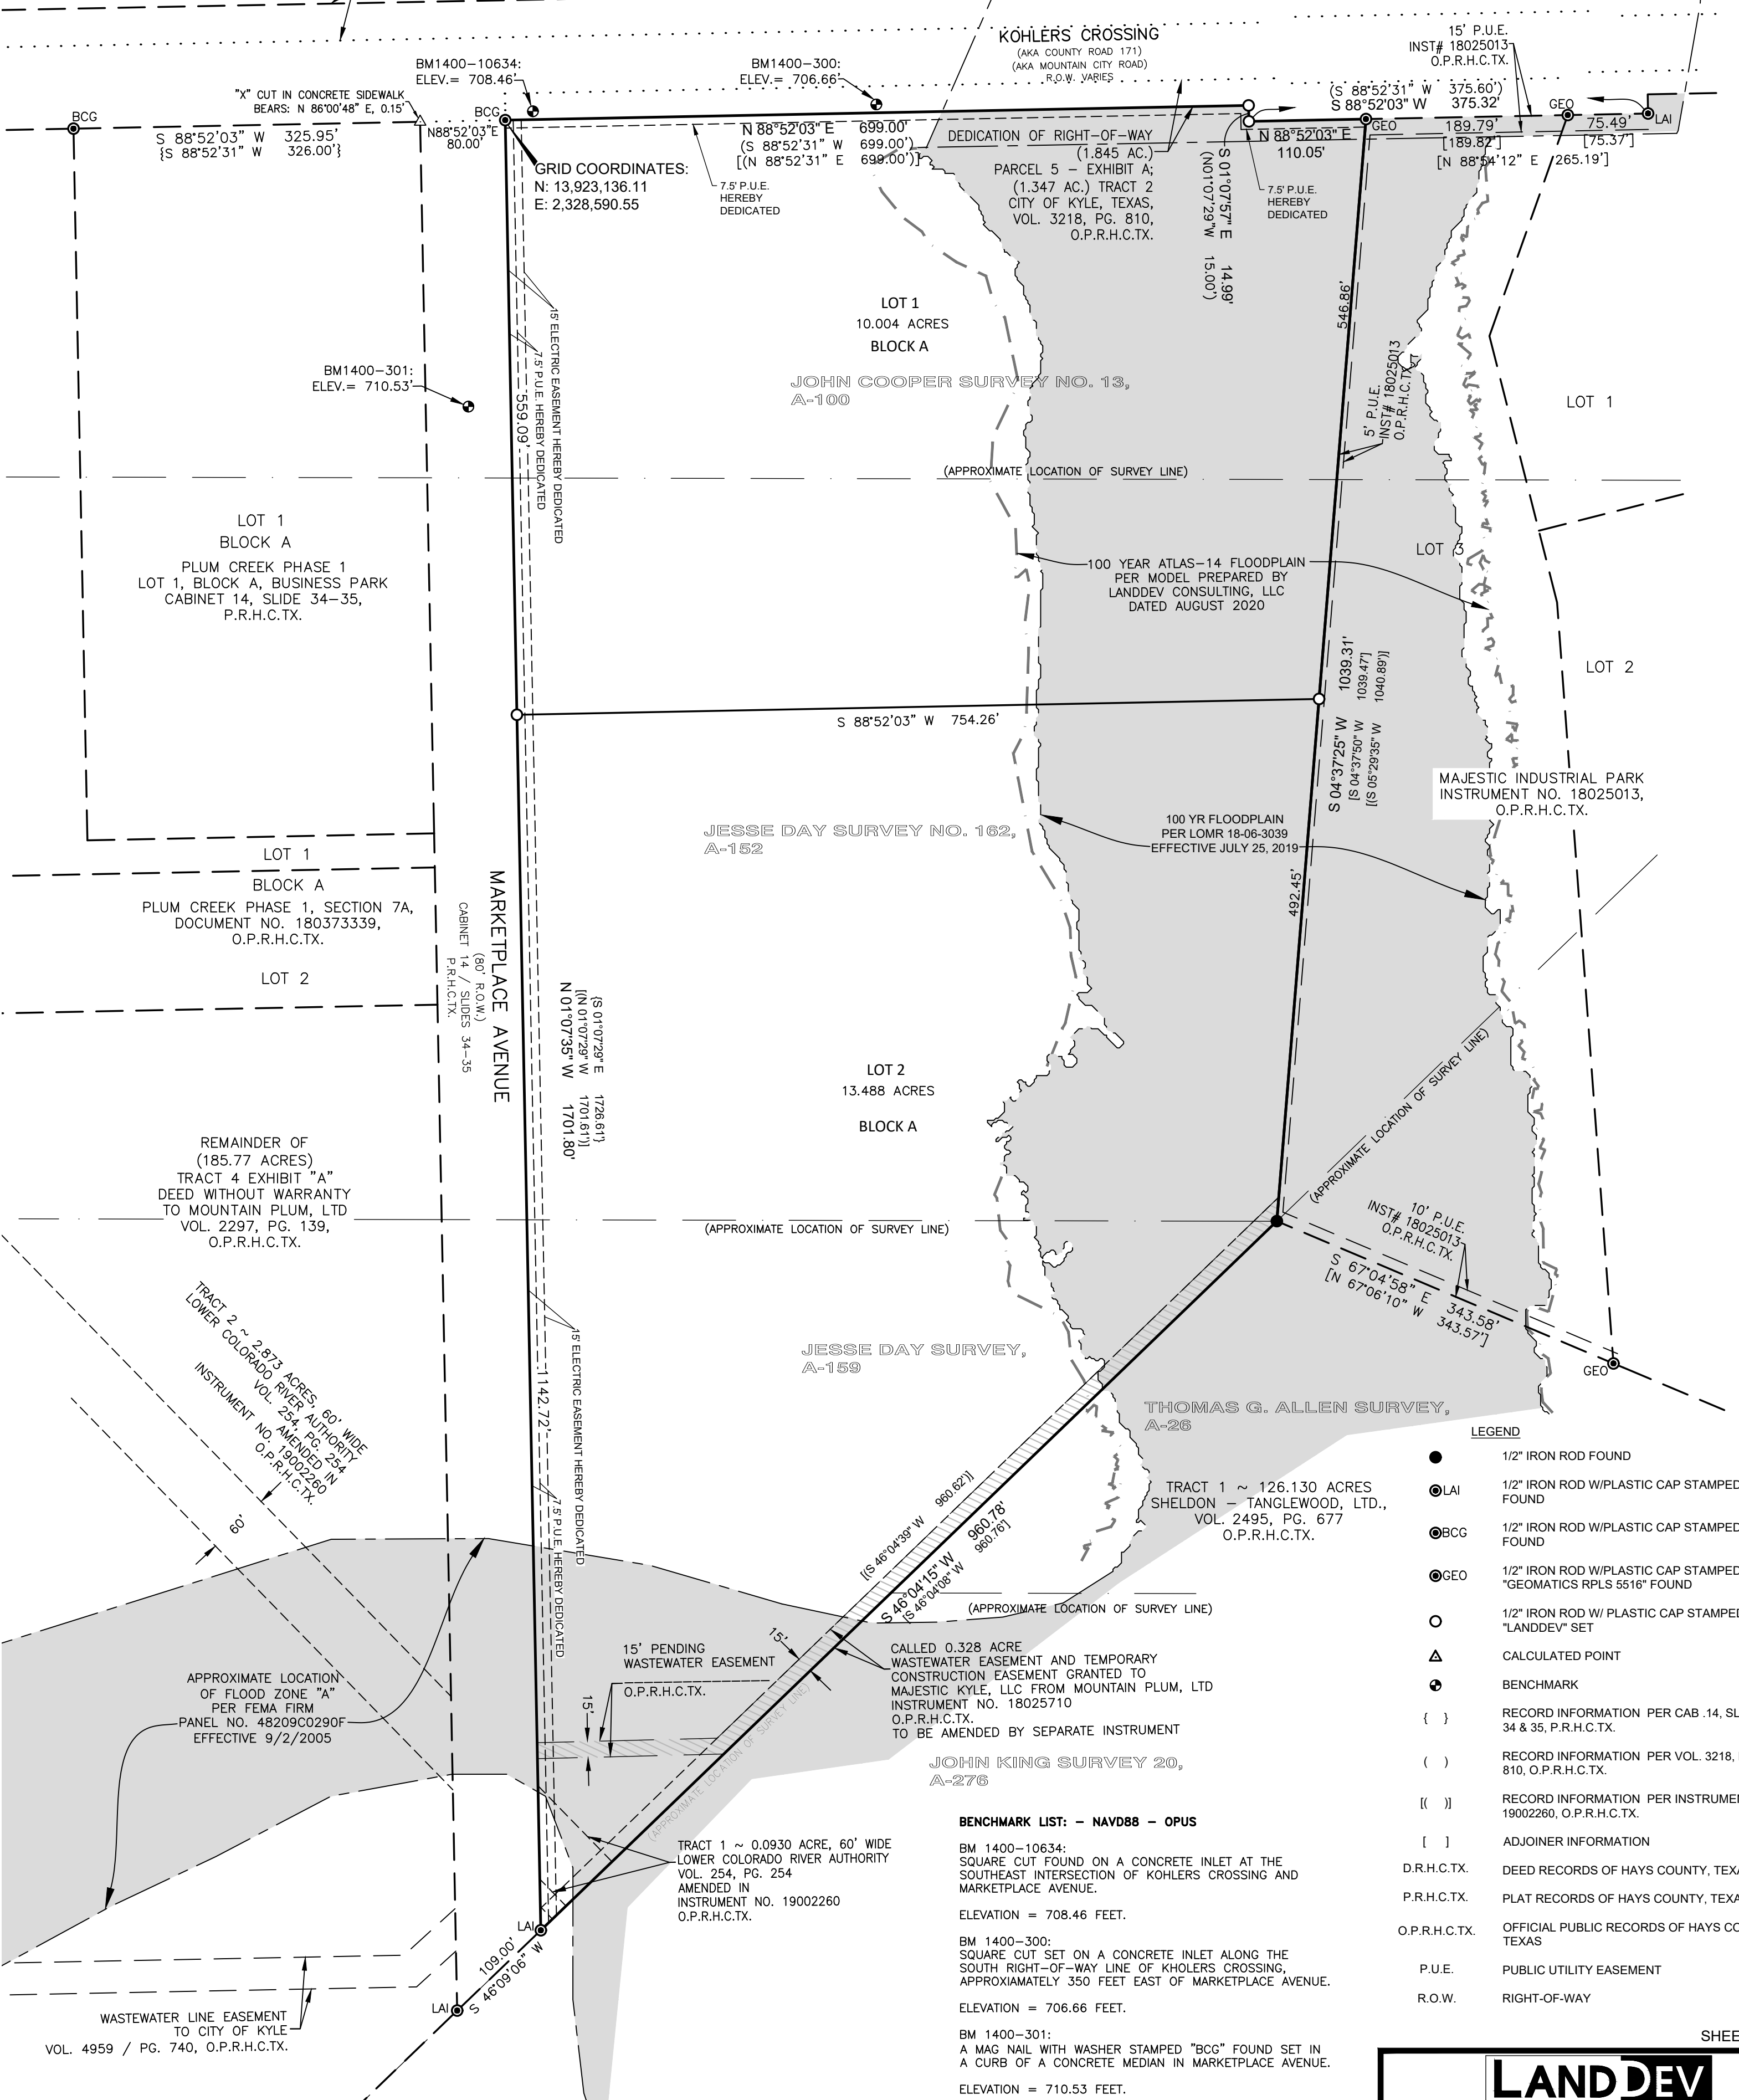 KOHLERS CROSSING
(AKA COUNTY ROAD 171)
(AKA MOUNTAIN CITY ROAD)
R.O.W. VARIES
15' P.U.E.
INST# 18025013
O.P.R.H.C.TX.
BM1400-10634:
ELEV.= 708.46'
BM1400-300:
ELEV.= 706.66'
"X" CUT IN CONCRETE SIDEWALK
BEARS: N 86°00'48" E, 0.15'
BCG
S 88°52'03" W 325.95'
{S 88°52'31" W 326.00'}
N88°52'03"E
80.00'
BCG
N 88°52'03" E 699.00'
(S 88°52'31" W 699.00')
[(N 88°52'31" E 699.00')]
(S 88°52'31" W 375.60')
S 88°52'03" W 375.32'
GEO
LAI
GEO
189.79'
[189.82']
75.49'
[75.37']
[N 88°54'12" E 265.19']
N 88°52'03" E
110.05'
DEDICATION OF RIGHT-OF-WAY
(1.845 AC.)
PARCEL 5 - EXHIBIT A;
(1.347 AC.) TRACT 2
CITY OF KYLE, TEXAS,
VOL. 3218, PG. 810,
O.P.R.H.C.TX.
S 01°07'57" E 14.99'
(N01°07'29"W 15.00')
7.5' P.U.E.
HEREBY
DEDICATED
GRID COORDINATES:
N: 13,923,136.11
E: 2,328,590.55
7.5' P.U.E.
HEREBY
DEDICATED
LOT 1
10.004 ACRES
BLOCK A
546.86'
15' ELECTRIC EASEMENT HEREBY DEDICATED
7.5' P.U.E. HEREBY DEDICATED
559.09'
BM1400-301:
ELEV.= 710.53'
JOHN COOPER SURVEY NO. 13,
A-100
5' P.U.E.
INST# 18025013
O.P.R.H.C.TX.
LOT 1
(APPROXIMATE LOCATION OF SURVEY LINE)
LOT 1
BLOCK A
PLUM CREEK PHASE 1
LOT 1, BLOCK A, BUSINESS PARK
CABINET 14, SLIDE 34-35,
P.R.H.C.TX.
LOT 3
100 YEAR ATLAS-14 FLOODPLAIN
PER MODEL PREPARED BY
LANDDEV CONSULTING, LLC
DATED AUGUST 2020
LOT 2
S 88°52'03" W 754.26'
S 04°37'25" W 1039.31'
[S 04°37'50" W 1039.47']
[(S 05°29'35" W 1040.89')]
MAJESTIC INDUSTRIAL PARK
INSTRUMENT NO. 18025013,
O.P.R.H.C.TX.
100 YR FLOODPLAIN
PER LOMR 18-06-3039
EFFECTIVE JULY 25, 2019
JESSE DAY SURVEY NO. 162,
A-152
492.45'
LOT 1
BLOCK A
PLUM CREEK PHASE 1, SECTION 7A,
DOCUMENT NO. 180373339,
O.P.R.H.C.TX.
LOT 2
MARKETPLACE AVENUE
(80' R.O.W.)
CABINET 14 / SLIDES 34-35
P.R.H.C.TX.
{S 01°07'29" E 1726.61'}
[(N 01°07'29" W 1701.61')]
N 01°07'35" W 1701.80'
LOT 2
13.488 ACRES
BLOCK A
REMAINDER OF
(185.77 ACRES)
TRACT 4 EXHIBIT "A"
DEED WITHOUT WARRANTY
TO MOUNTAIN PLUM, LTD
VOL. 2297, PG. 139,
O.P.R.H.C.TX.
(APPROXIMATE LOCATION OF SURVEY LINE)
(APPROXIMATE LOCATION OF SURVEY LINE)
10' P.U.E.
INST# 18025013
O.P.R.H.C.TX.
S 67°04'58" E 343.58'
[N 67°06'10" W 343.57']
GEO
TRACT 2 ~ 2.873 ACRES, 60' WIDE
LOWER COLORADO RIVER AUTHORITY
VOL. 254, PG. 254
AMENDED IN
INSTRUMENT NO. 19002260
O.P.R.H.C.TX.
60'
15' ELECTRIC EASEMENT HEREBY DEDICATED
1142.72'
7.5' P.U.E. HEREBY DEDICATED
JESSE DAY SURVEY,
A-159
THOMAS G. ALLEN SURVEY,
A-26
TRACT 1 ~ 126.130 ACRES
SHELDON - TANGLEWOOD, LTD.,
VOL. 2495, PG. 677
O.P.R.H.C.TX.
[(S 46°04'39" W 960.62')]
S 46°04'15" W 960.78'
[S 46°04'08" W 960.76']
(APPROXIMATE LOCATION OF SURVEY LINE)
15'
15' PENDING
WASTEWATER EASEMENT
O.P.R.H.C.TX.
15'
CALLED 0.328 ACRE
WASTEWATER EASEMENT AND TEMPORARY
CONSTRUCTION EASEMENT GRANTED TO
MAJESTIC KYLE, LLC FROM MOUNTAIN PLUM, LTD
INSTRUMENT NO. 18025710
O.P.R.H.C.TX.
TO BE AMENDED BY SEPARATE INSTRUMENT
APPROXIMATE LOCATION
OF FLOOD ZONE "A"
PER FEMA FIRM
PANEL NO. 48209C0290F
EFFECTIVE 9/2/2005
(APPROXIMATE LOCATION OF SURVEY LINE)
JOHN KING SURVEY 20,
A-276
TRACT 1 ~ 0.0930 ACRE, 60' WIDE
LOWER COLORADO RIVER AUTHORITY
VOL. 254, PG. 254
AMENDED IN
INSTRUMENT NO. 19002260
O.P.R.H.C.TX.
LAI
109.00'
S 46°09'06" W
LAI
WASTEWATER LINE EASEMENT
TO CITY OF KYLE
VOL. 4959 / PG. 740, O.P.R.H.C.TX.
BENCHMARK LIST: - NAVD88 - OPUS
BM 1400-10634:
SQUARE CUT FOUND ON A CONCRETE INLET AT THE
SOUTHEAST INTERSECTION OF KOHLERS CROSSING AND
MARKETPLACE AVENUE.
ELEVATION = 708.46 FEET.
BM 1400-300:
SQUARE CUT SET ON A CONCRETE INLET ALONG THE
SOUTH RIGHT-OF-WAY LINE OF KHOLERS CROSSING,
APPROXIAMATELY 350 FEET EAST OF MARKETPLACE AVENUE.
ELEVATION = 706.66 FEET.
BM 1400-301:
A MAG NAIL WITH WASHER STAMPED "BCG" FOUND SET IN
A CURB OF A CONCRETE MEDIAN IN MARKETPLACE AVENUE.
ELEVATION = 710.53 FEET.
LEGEND
1/2" IRON ROD FOUND
LAI 1/2" IRON ROD W/PLASTIC CAP STAMPED
FOUND
BCG 1/2" IRON ROD W/PLASTIC CAP STAMPED
FOUND
GEO 1/2" IRON ROD W/PLASTIC CAP STAMPED
"GEOMATICS RPLS 5516" FOUND
1/2" IRON ROD W/ PLASTIC CAP STAMPED
"LANDDEV" SET
CALCULATED POINT
BENCHMARK
{ } RECORD INFORMATION PER CAB .14, SL
34 & 35, P.R.H.C.TX.
( ) RECORD INFORMATION PER VOL. 3218,
810, O.P.R.H.C.TX.
[( )] RECORD INFORMATION PER INSTRUMEN
19002260, O.P.R.H.C.TX.
[ ] ADJOINER INFORMATION
D.R.H.C.TX. DEED RECORDS OF HAYS COUNTY, TEXA
P.R.H.C.TX. PLAT RECORDS OF HAYS COUNTY, TEXA
O.P.R.H.C.TX. OFFICIAL PUBLIC RECORDS OF HAYS CO
TEXAS
P.U.E. PUBLIC UTILITY EASEMENT
R.O.W. RIGHT-OF-WAY
SHEE
LANDDEV